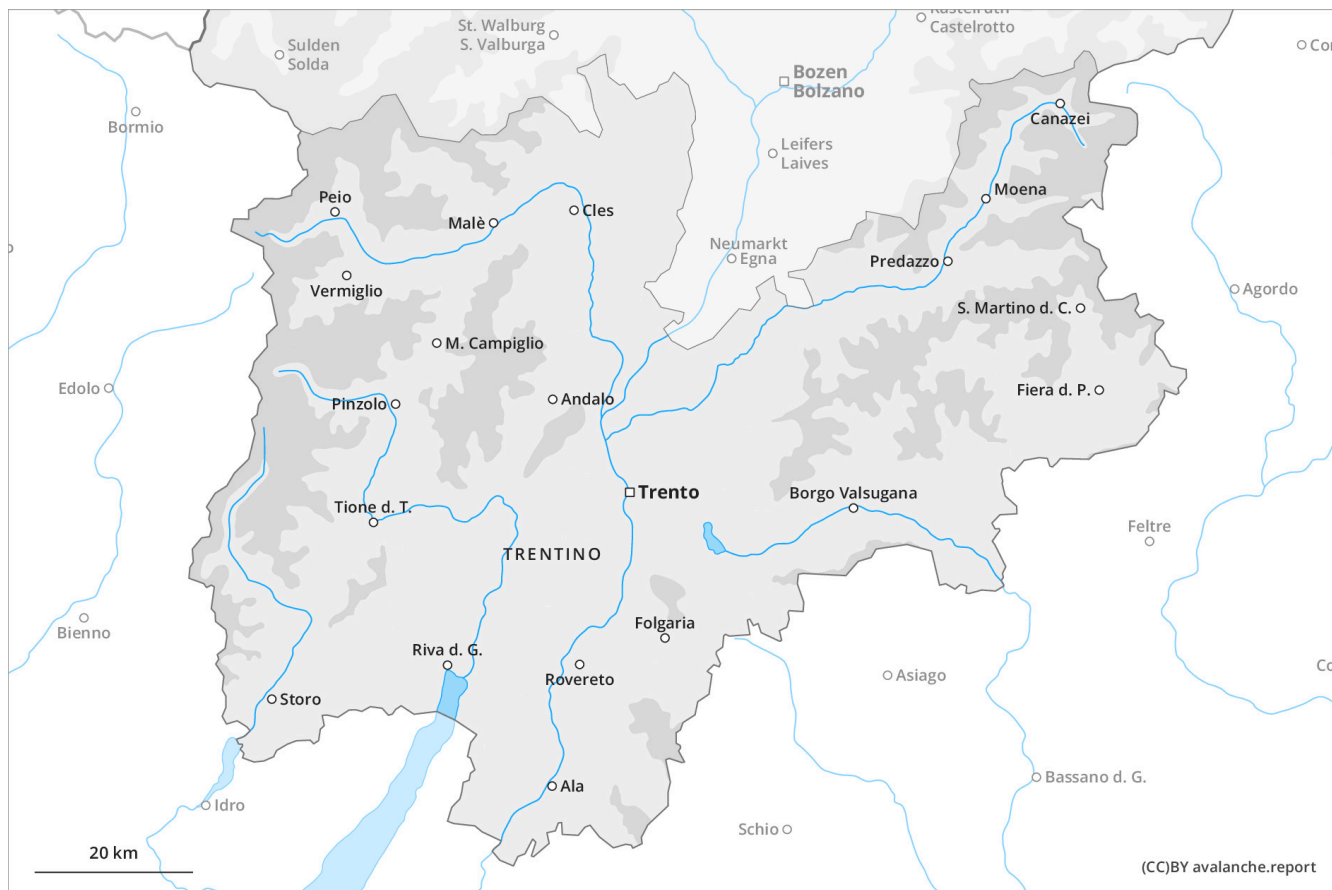 Kastelruth
Castelrotto
St. Walburg
S. Valburga
Sulden
Solda
Bozen
Bolzano
Bormio
Canazei
Leifers
Laives
Peio
Moena
Malè
Cles
Neumarkt
Egna
Predazzo
Vermiglio
Agordo
S. Martino d. C.
M. Campiglio
Edolo
Fiera d. P.
Andalo
Pinzolo
Trento
Borgo Valsugana
Tione d. T.
Feltre
TRENTINO
Bienno
Folgaria
Riva d. G.
Rovereto
Asiago
Storo
Ala
Bassano d. G.
Idro
Schio
20 km
(CC)BY avalanche.report